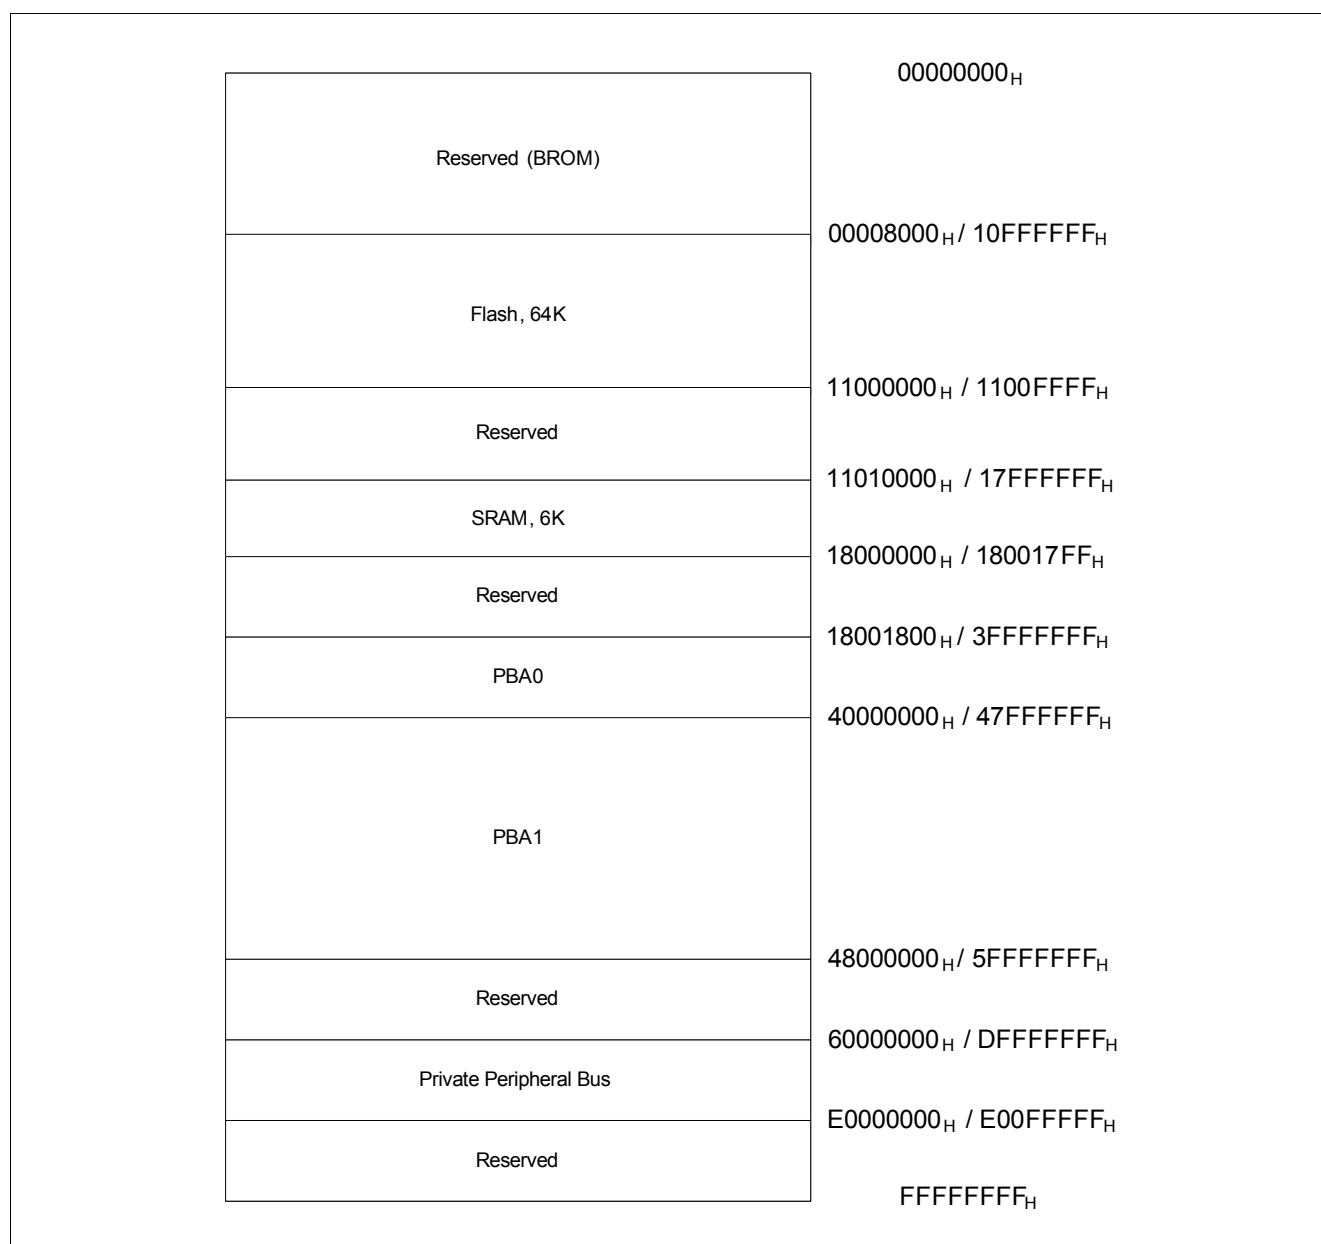 00000000H
Reserved (BROM)
00008000H / 10FFFFFFH
Flash, 64K
11000000H / 1100FFFFH
Reserved
11010000H / 17FFFFFFH
SRAM, 6K
18000000H / 180017FFH
Reserved
18001800H / 3FFFFFFFH
PBA0
40000000H / 47FFFFFFH
PBA1
48000000H / 5FFFFFFFH
Reserved
60000000H / DFFFFFFFH
Private Peripheral Bus
E0000000H / E00FFFFFH
Reserved
FFFFFFFFH